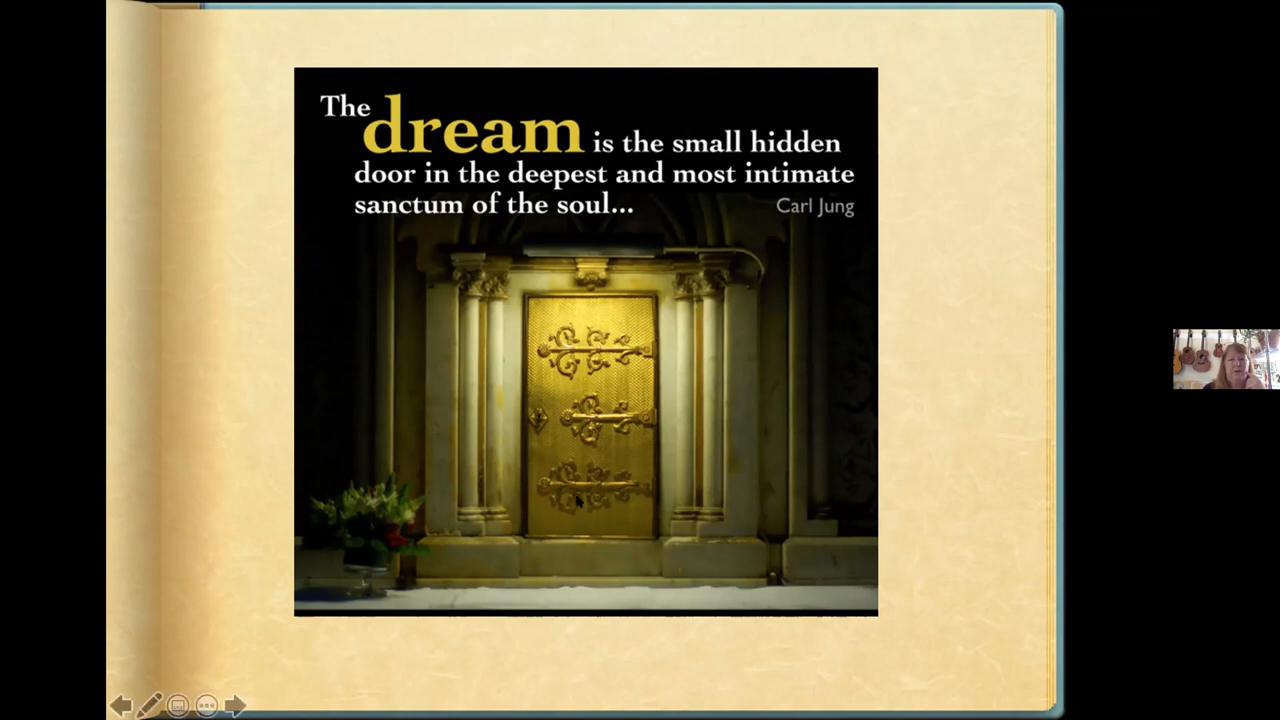 The dream is the small hidden
door in the deepest and most intimate
sanctum of the soul...
Carl Jung